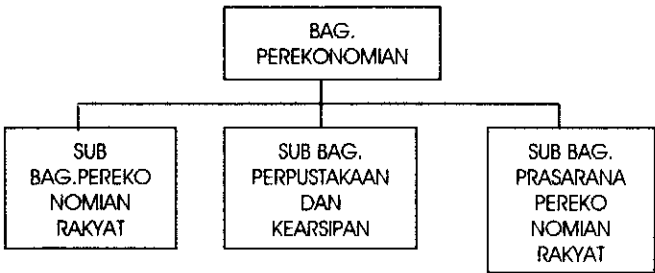 BAG.
PEREKONOMIAN
SUB
BAG.PEREKO
NOMIAN
RAKYAT
SUB BAG.
PERPUSTAKAAN
DAN
KEARSIPAN
SUB BAG.
PRASARANA
PEREKO
NOMIAN
RAKYAT